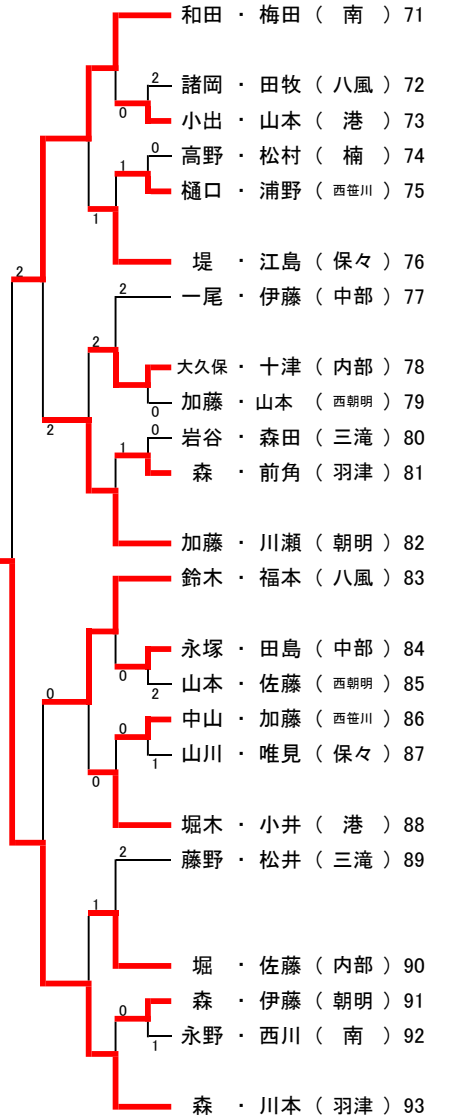 和田 ・ 梅田 （ 南 ） 71
2 諸岡 ・ 田牧 （ 八風 ） 72
0
小出 ・ 山本 （ 港 ） 73
0 高野 ・ 松村 （ 楠 ） 74
1
樋口 ・ 浦野 （ 西笹川 ） 75
1
堤 ・ 江島 （ 保々 ） 76
2
2 一尾 ・ 伊藤 （ 中部 ） 77
2
大久保 ・ 十津 （ 内部 ） 78
加藤 ・ 山本 （ 西朝明 ） 79
0
2
0 岩谷 ・ 森田 （ 三滝 ） 80
1
森 ・ 前角 （ 羽津 ） 81
加藤 ・ 川瀬 （ 朝明 ） 82
鈴木 ・ 福本 （ 八風 ） 83
永塚 ・ 田島 （ 中部 ） 84
0
山本 ・ 佐藤 （ 西朝明 ） 85
2
0
中山 ・ 加藤 （ 西笹川 ） 86
0
山川 ・ 唯見 （ 保々 ） 87
1
0
堀木 ・ 小井 （ 港 ） 88
2 藤野 ・ 松井 （ 三滝 ） 89
1
堀 ・ 佐藤 （ 内部 ） 90
森 ・ 伊藤 （ 朝明 ） 91
0
永野 ・ 西川 （ 南 ） 92
1
森 ・ 川本 （ 羽津 ） 93